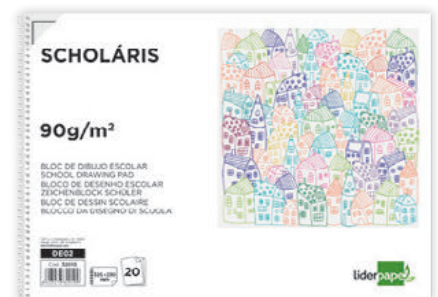 SCHOLÁRIS
90g/m²
BLOC DE DIBUJO ESCOLAR
SCHOOL DRAWING PAD
BLOCO DE DESENHO ESCOLAR
ZEICHENBLOCK SCHÜLER
BLOC DE DESSIN SCOLAIRE
BLOCCO DA DISEGNO DI SCUOLA
DE02
20
liderpapel